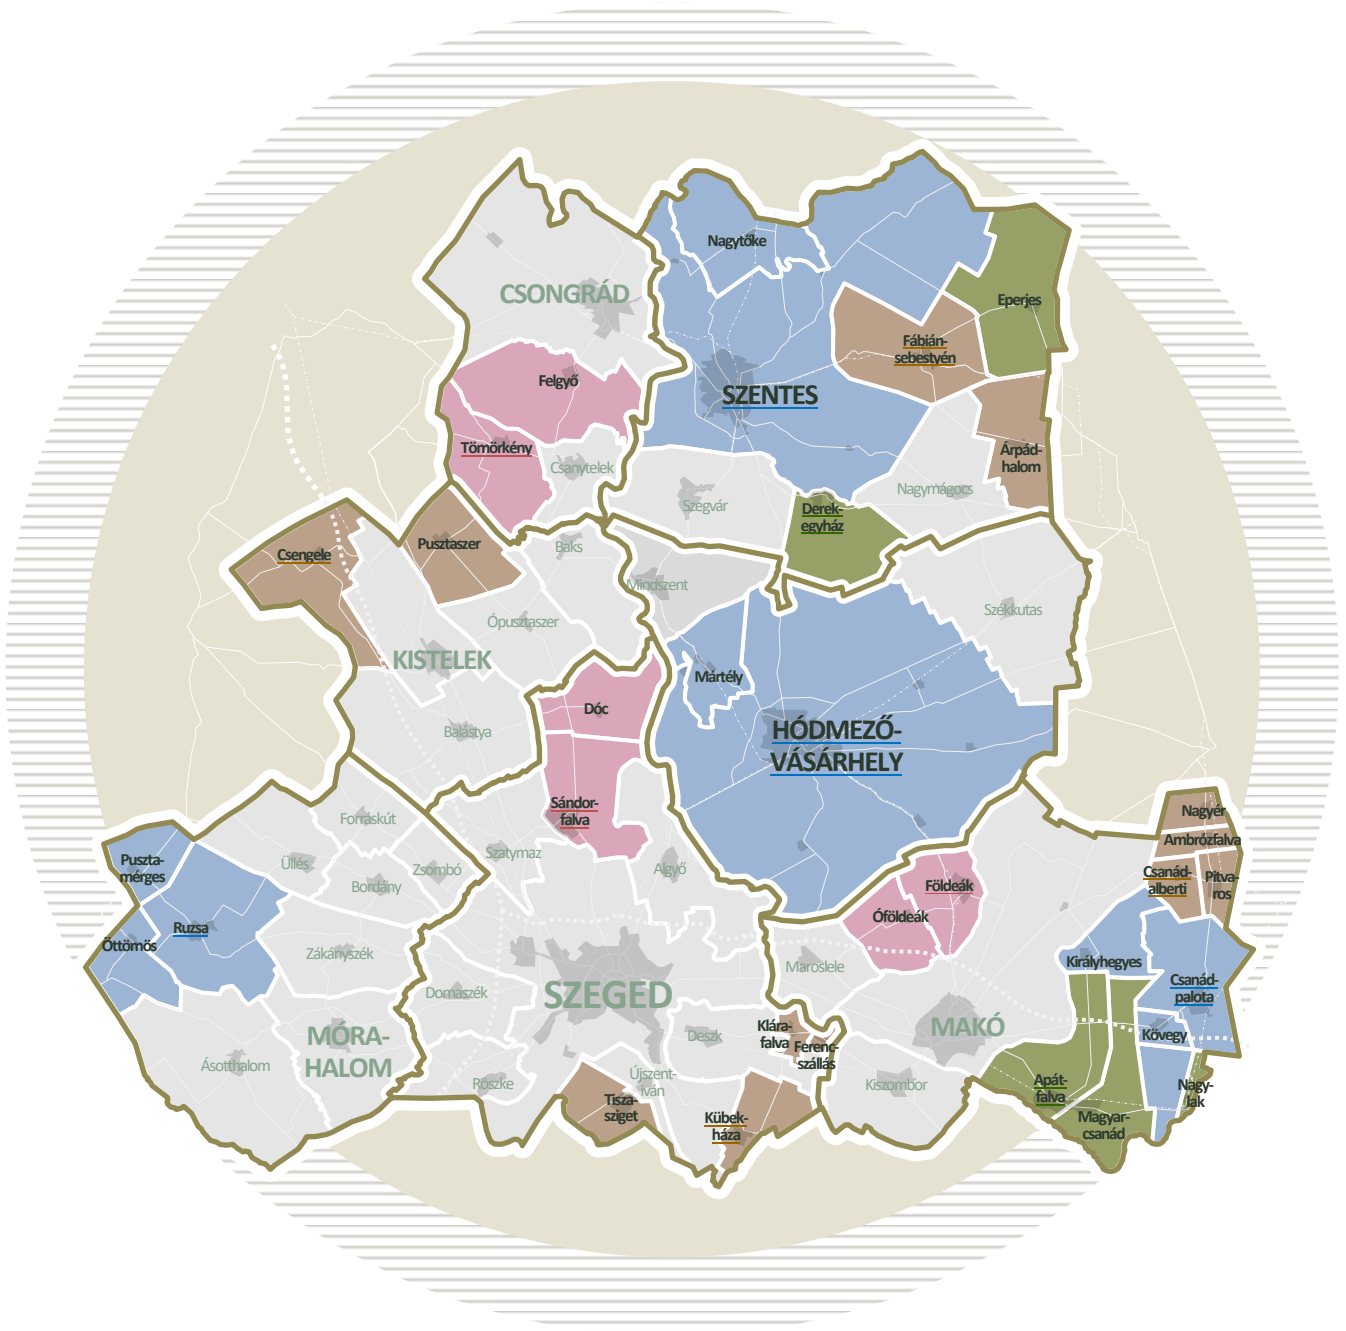 Nagytőke
CSONGRÁD
Eperjes
Fábián-
sebestyén
Felgyő
SZENTES
Tömörkény
Csanytelek
Árpád-
halom
Szegvár
Nagymágocs
Derek-
egyház
Csengele
Pusztaszer
Baks
Mindszent
Ópusztaszer
Székkutas
KISTELEK
Mártély
Dóc
Balástya
HÓDMEZŐ-
VÁSÁRHELY
Sándor-
falva
Forráskút
Nagyér
Ambrózfalva
Puszta-
mérges
Üllés
Zsombó
Szatymaz
Algyő
Bordány
Földeák
Csanád-
alberti
Pitva-
ros
Óföldeák
Ruzsa
Öttömös
Zákányszék
Maroslele
Királyhegyes
Domaszék
SZEGED
Csanád-
palota
MÓRA-
HALOM
Deszk
Klára-
falva
Ferenc-
szállás
MAKÓ
Kövegy
Ásotthalom
Röszke
Újszent-
iván
Kiszombor
Apát-
falva
Nagy-
lak
Tisza-
sziget
Kübek-
háza
Magyar-
csanád